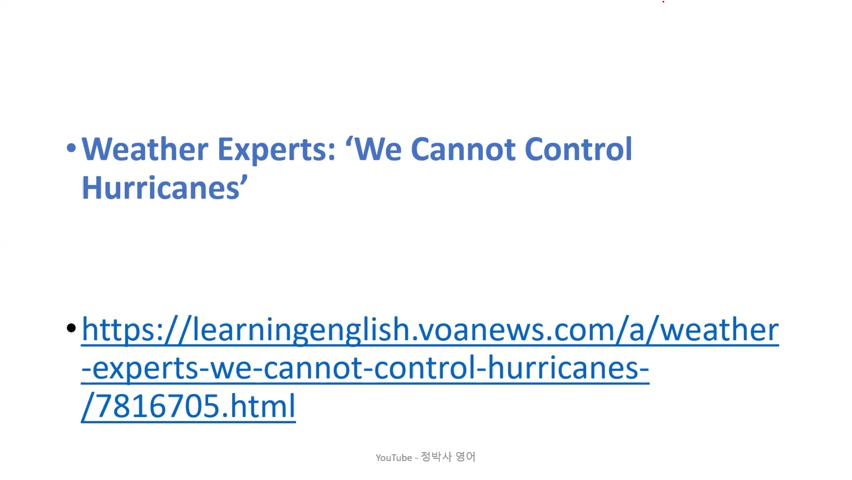 •Weather Experts: ‘We Cannot Control
Hurricanes’
•https://learningenglish.voanews.com/a/weather
-experts-we-cannot-control-hurricanes-
/7816705.html
YouTube - 정박사 영어